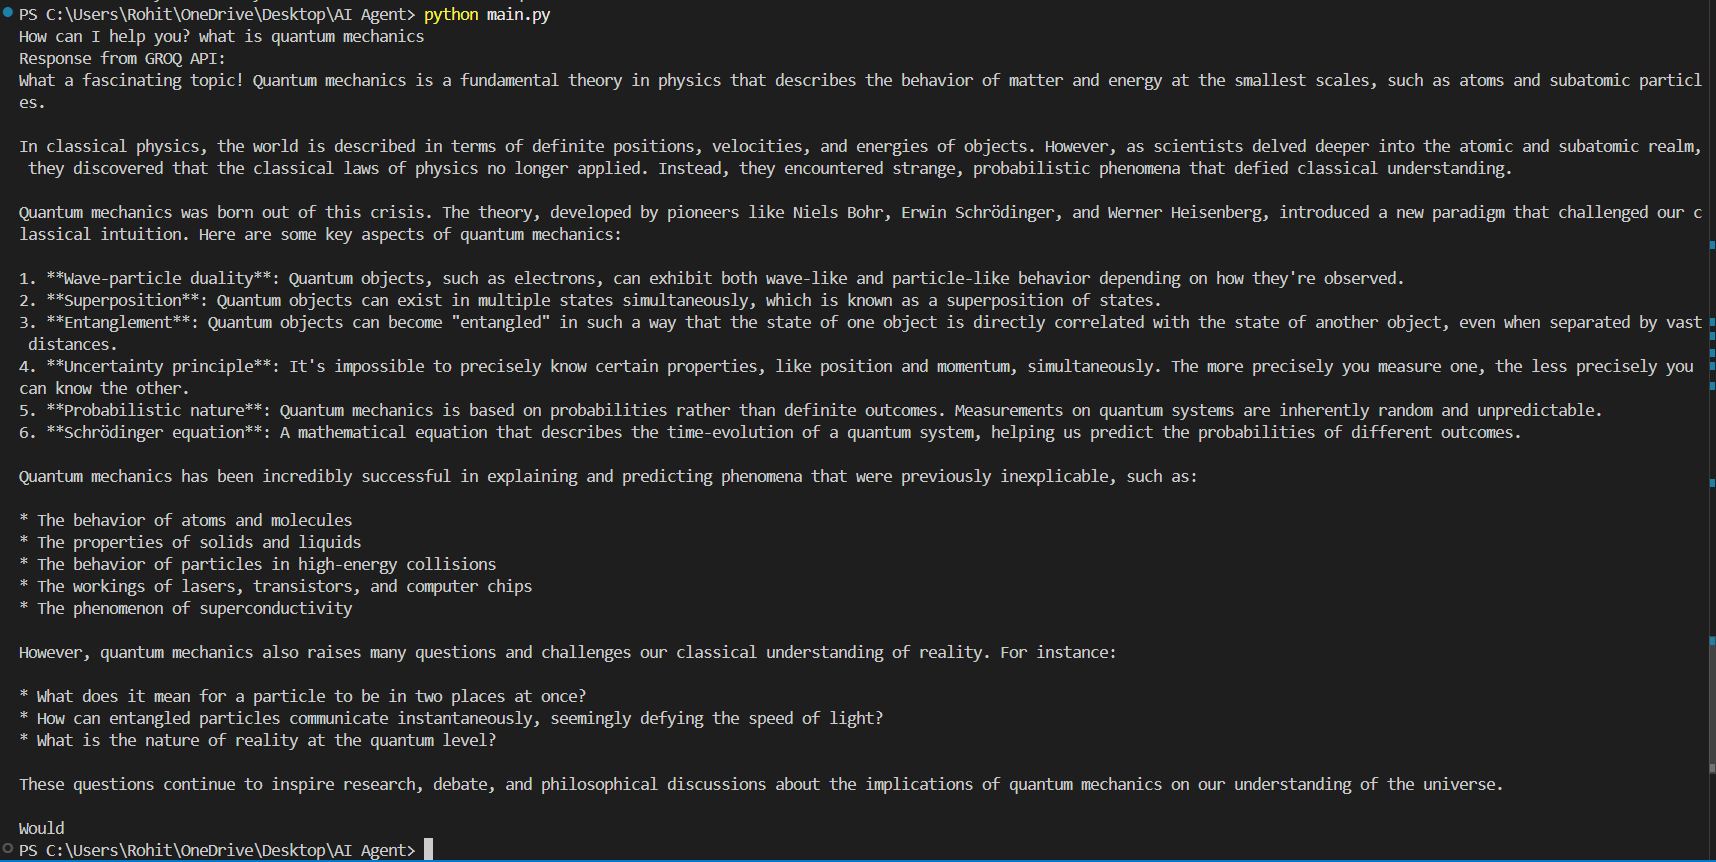 PS C:\Users\Rohit\OneDrive\Desktop\AI Agent> python main.py
How can I help you? what is quantum mechanics
Response from GROQ API:
What a fascinating topic! Quantum mechanics is a fundamental theory in physics that describes the behavior of matter and energy at the smallest scales, such as atoms and subatomic particl
es.
In classical physics, the world is described in terms of definite positions, velocities, and energies of objects. However, as scientists delved deeper into the atomic and subatomic realm,
they discovered that the classical laws of physics no longer applied. Instead, they encountered strange, probabilistic phenomena that defied classical understanding.
Quantum mechanics was born out of this crisis. The theory, developed by pioneers like Niels Bohr, Erwin Schrödinger, and Werner Heisenberg, introduced a new paradigm that challenged our c
lassical intuition. Here are some key aspects of quantum mechanics:
1. **Wave-particle duality**: Quantum objects, such as electrons, can exhibit both wave-like and particle-like behavior depending on how they're observed.
2. **Superposition**: Quantum objects can exist in multiple states simultaneously, which is known as a superposition of states.
3. **Entanglement**: Quantum objects can become "entangled" in such a way that the state of one object is directly correlated with the state of another object, even when separated by vast
distances.
4. **Uncertainty principle**: It's impossible to precisely know certain properties, like position and momentum, simultaneously. The more precisely you measure one, the less precisely you
can know the other.
5. **Probabilistic nature**: Quantum mechanics is based on probabilities rather than definite outcomes. Measurements on quantum systems are inherently random and unpredictable.
6. **Schrödinger equation**: A mathematical equation that describes the time-evolution of a quantum system, helping us predict the probabilities of different outcomes.
Quantum mechanics has been incredibly successful in explaining and predicting phenomena that were previously inexplicable, such as:
* The behavior of atoms and molecules
* The properties of solids and liquids
* The behavior of particles in high-energy collisions
* The workings of lasers, transistors, and computer chips
* The phenomenon of superconductivity
However, quantum mechanics also raises many questions and challenges our classical understanding of reality. For instance:
* What does it mean for a particle to be in two places at once?
* How can entangled particles communicate instantaneously, seemingly defying the speed of light?
* What is the nature of reality at the quantum level?
These questions continue to inspire research, debate, and philosophical discussions about the implications of quantum mechanics on our understanding of the universe.
Would
PS C:\Users\Rohit\OneDrive\Desktop\AI Agent>